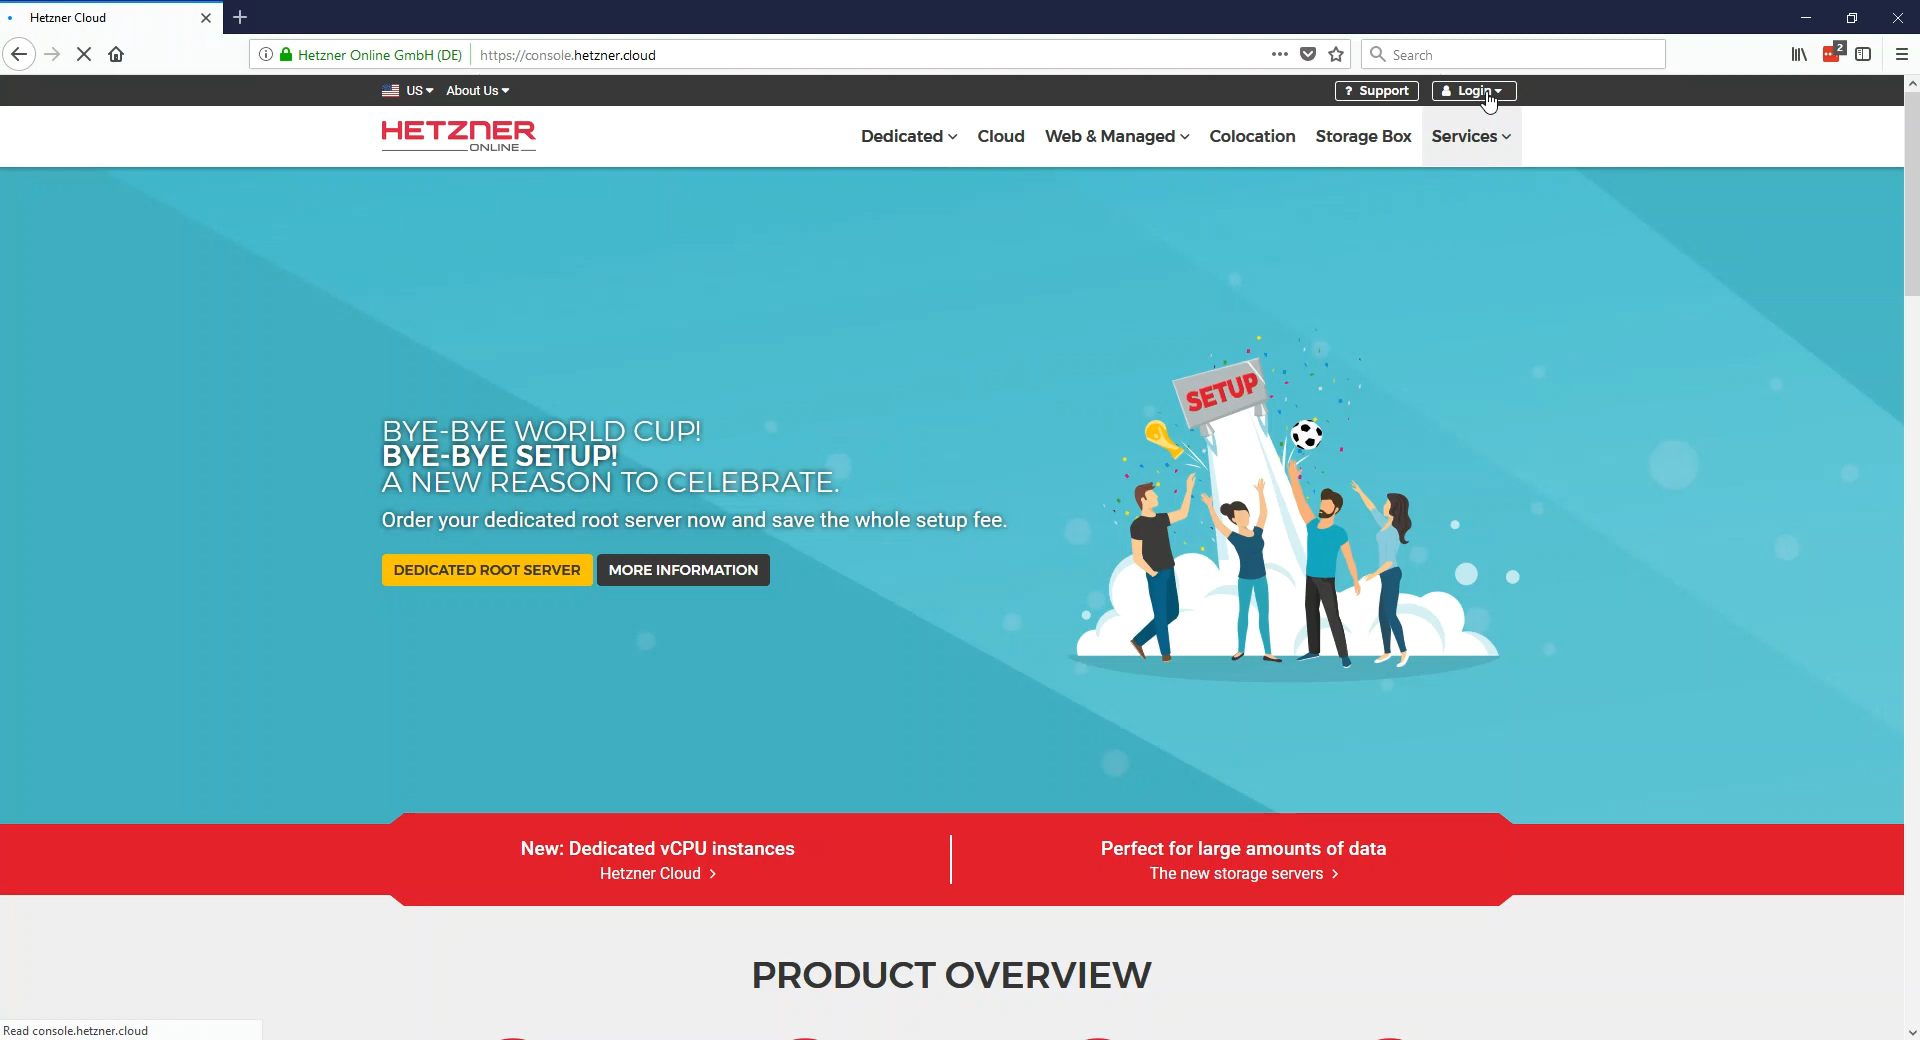 Hetzner Cloud
Hetzner Online GmbH (DE) https://console.hetzner.cloud
Search
2
US About Us
? Support Login
HETZNER
ONLINE
Dedicated Cloud Web & Managed Colocation Storage Box Services
SETUP
BYE-BYE WORLD CUP!
BYE-BYE SETUP!
A NEW REASON TO CELEBRATE.
Order your dedicated root server now and save the whole setup fee.
DEDICATED ROOT SERVER MORE INFORMATION
New: Dedicated vCPU instances
Hetzner Cloud >
Perfect for large amounts of data
The new storage servers >
PRODUCT OVERVIEW
Read console.hetzner.cloud